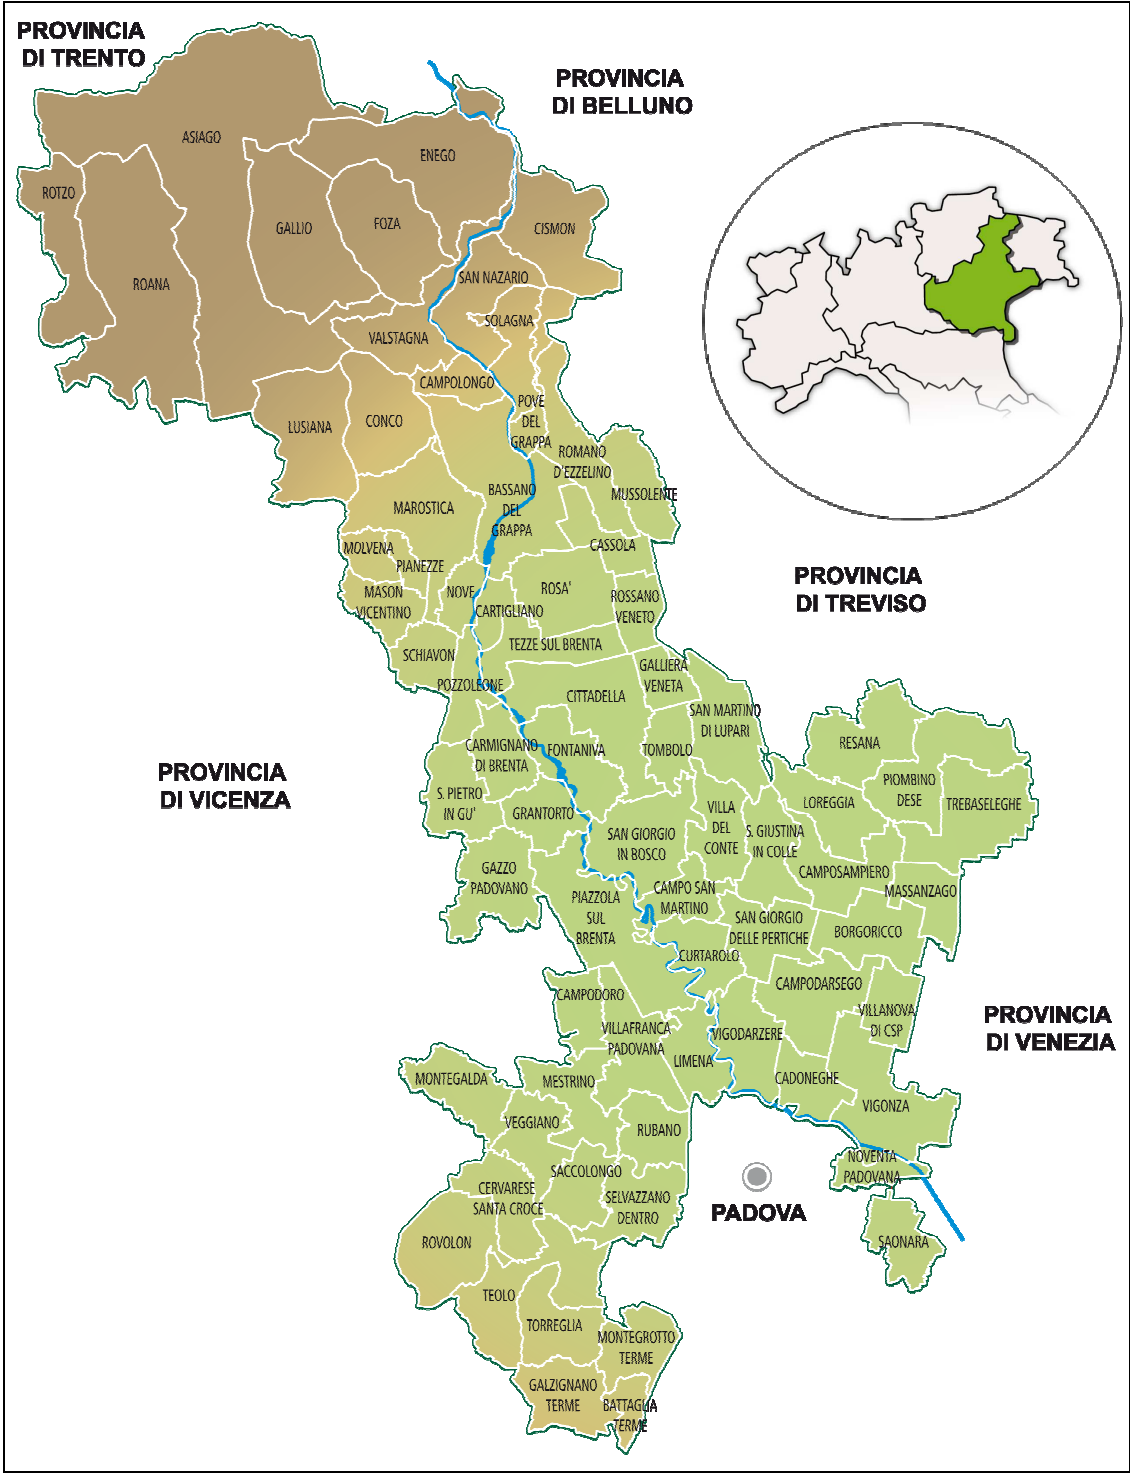 PROVINCIA
DI TRENTO
PROVINCIA
DI BELLUNO
ASIAGO
ENEGO
ROTZO
GALLIO
FOZA
CISMON
ROANA
SAN NAZARIO
SOLAGNA
VALSTAGNA
CAMPOLONGO
LUSIANA
CONCO
POVE
DEL
GRAPPA
ROMANO
D'EZZELINO
MUSSOLENTE
BASSANO
DEL
GRAPPA
MAROSTICA
CASSOLA
MOLVENA
PIANEZZE
MASON
VICENTINO
NOVE
ROSA'
ROSSANO
VENETO
CARTIGLIANO
PROVINCIA
DI TREVISO
TEZZE SUL BRENTA
SCHIAVON
POZZOLEONE
GALLIERA
VENETA
CITTADELLA
SAN MARTINO
DI LUPARI
CARMIGNANO
DI BRENTA
FONTANIVA
TOMBOLO
RESANA
PROVINCIA
DI VICENZA
S. PIETRO
IN GU'
GRANTORTO
PIOMBINO
DESE
TREBASELEGHE
LOREGGIA
VILLA
DEL
CONTE
SAN GIORGIO
IN BOSCO
S. GIUSTINA
IN COLLE
GAZZO
PADOVANO
CAMPOSAMPIERO
MASSANZAGO
PIAZZOLA
SUL
BRENTA
CAMPO SAN
MARTINO
SAN GIORGIO
DELLE PERTICHE
BORGORICCO
CURTAROLO
CAMPODARSEGO
CAMPODORO
VILLANOVA
DI CSP
PROVINCIA
DI VENEZIA
VILLAFRANCA
PADOVANA
VIGODARZERE
LIMENA
MONTEGALDA
MESTRINO
CADONEGHE
VIGONZA
VEGGIANO
RUBANO
NOVENTA
PADOVANA
SACCOLONGO
CERVARESE
SANTA CROCE
SELVAZZANO
DENTRO
PADOVA
ROVOLON
SAONARA
TEOLO
TORREGLIA
MONTEGROTTO
TERME
GALZIGNANO
TERME
BATTAGLIA
TERME